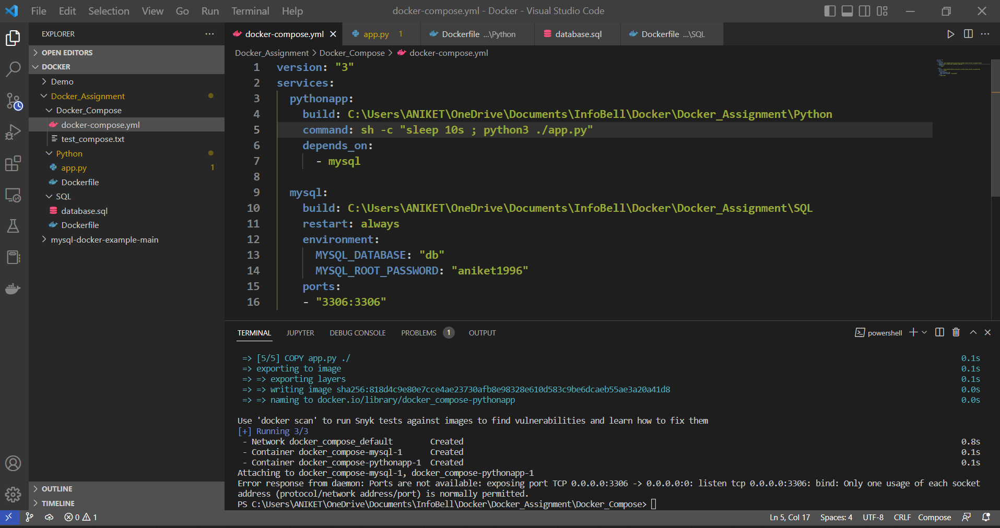 File Edit Selection View Go Run Terminal Help docker-compose.yml - Docker - Visual Studio Code
EXPLORER
OPEN EDITORS
DOCKER
Demo
Docker_Assignment
Docker_Compose
docker-compose.yml
test_compose.txt
Python
app.py 1
Dockerfile
SQL
database.sql
Dockerfile
mysql-docker-example-main
OUTLINE
TIMELINE
docker-compose.yml app.py 1 Dockerfile ...\Python database.sql Dockerfile ...\SQL
Docker_Assignment > Docker_Compose > docker-compose.yml
1 version: "3"
2 services:
3 pythonapp:
4 build: C:\Users\ANIKET\OneDrive\Documents\InfoBell\Docker\Docker_Assignment\Python
5 command: sh -c "sleep 10s ; python3 ./app.py"
6 depends_on:
7 - mysql
8
9 mysql:
10 build: C:\Users\ANIKET\OneDrive\Documents\InfoBell\Docker\Docker_Assignment\SQL
11 restart: always
12 environment:
13 MYSQL_DATABASE: "db"
14 MYSQL_ROOT_PASSWORD: "aniket1996"
15 ports:
16 - "3306:3306"
TERMINAL JUPYTER DEBUG CONSOLE PROBLEMS 1 OUTPUT powershell
=> [5/5] COPY app.py ./ 0.1s
=> exporting to image 0.1s
=> => exporting layers 0.1s
=> => writing image sha256:818d4c9e80e7cce4ae23730afb8e98328e610d583c9be6dcaeb55ae3a20a41d8 0.0s
=> => naming to docker.io/library/docker_compose-pythonapp 0.0s
Use 'docker scan' to run Snyk tests against images to find vulnerabilities and learn how to fix them
[+] Running 3/3
- Network docker_compose_default Created 0.8s
- Container docker_compose-mysql-1 Created 0.1s
- Container docker_compose-pythonapp-1 Created 0.1s
Attaching to docker_compose-mysql-1, docker_compose-pythonapp-1
Error response from daemon: Ports are not available: exposing port TCP 0.0.0.0:3306 -> 0.0.0.0:0: listen tcp 0.0.0.0:3306: bind: Only one usage of each socket
address (protocol/network address/port) is normally permitted.
PS C:\Users\ANIKET\OneDrive\Documents\InfoBell\Docker\Docker_Assignment\Docker_Compose>
0 1 Ln 5, Col 17 Spaces: 4 UTF-8 CRLF Compose